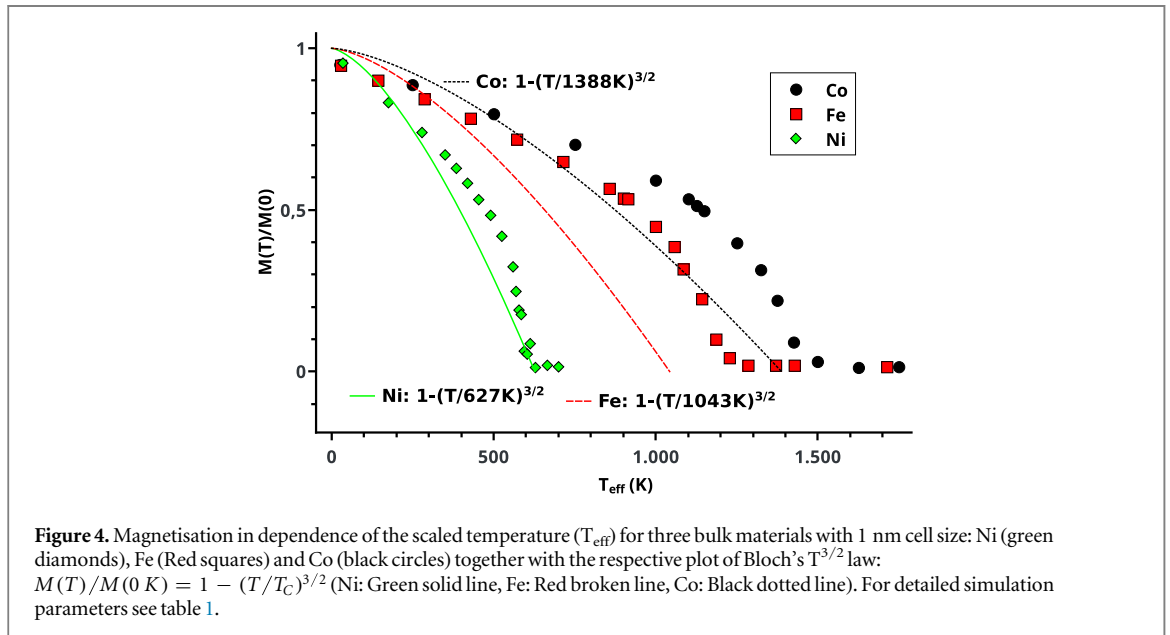 1
Co: 1-(T/1388K)^3/2
Co
Fe
Ni
0,5
M(T)/M(0)
0
Ni: 1-(T/627K)^3/2
Fe: 1-(T/1043K)^3/2
0 500 1.000 1.500
T_eff (K)
Figure 4. Magnetisation in dependence of the scaled temperature (T_eff) for three bulk materials with 1 nm cell size: Ni (green
diamonds), Fe (Red squares) and Co (black circles) together with the respective plot of Bloch's T^3/2 law:
M(T)/M(0 K) = 1 − (T/T_C)^3/2 (Ni: Green solid line, Fe: Red broken line, Co: Black dotted line). For detailed simulation
parameters see table 1.